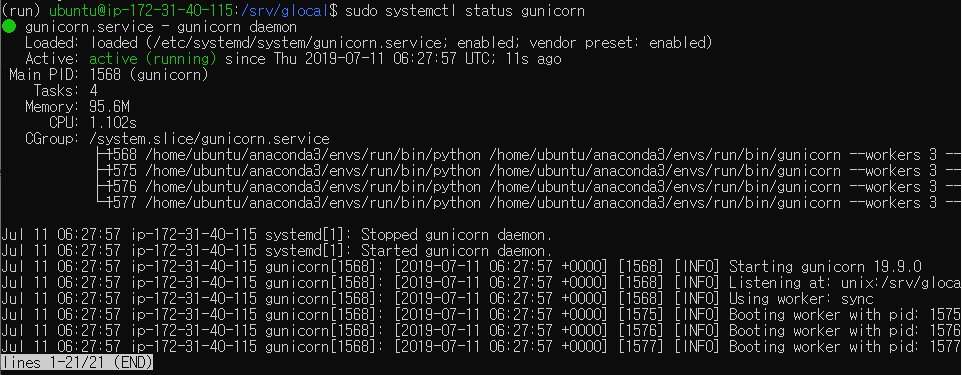 (run) ubuntu@ip-172-31-40-115:/srv/glocal$ sudo systemctl status gunicorn
● gunicorn.service - gunicorn daemon
   Loaded: loaded (/etc/systemd/system/gunicorn.service; enabled; vendor preset: enabled)
   Active: active (running) since Thu 2019-07-11 06:27:57 UTC; 11s ago
 Main PID: 1568 (gunicorn)
    Tasks: 4
   Memory: 95.6M
      CPU: 1.102s
   CGroup: /system.slice/gunicorn.service
           ├─1568 /home/ubuntu/anaconda3/envs/run/bin/python /home/ubuntu/anaconda3/envs/run/bin/gunicorn --workers 3 --
           ├─1575 /home/ubuntu/anaconda3/envs/run/bin/python /home/ubuntu/anaconda3/envs/run/bin/gunicorn --workers 3 --
           ├─1576 /home/ubuntu/anaconda3/envs/run/bin/python /home/ubuntu/anaconda3/envs/run/bin/gunicorn --workers 3 --
           └─1577 /home/ubuntu/anaconda3/envs/run/bin/python /home/ubuntu/anaconda3/envs/run/bin/gunicorn --workers 3 --
Jul 11 06:27:57 ip-172-31-40-115 systemd[1]: Stopped gunicorn daemon.
Jul 11 06:27:57 ip-172-31-40-115 systemd[1]: Started gunicorn daemon.
Jul 11 06:27:57 ip-172-31-40-115 gunicorn[1568]: [2019-07-11 06:27:57 +0000] [1568] [INFO] Starting gunicorn 19.9.0
Jul 11 06:27:57 ip-172-31-40-115 gunicorn[1568]: [2019-07-11 06:27:57 +0000] [1568] [INFO] Listening at: unix:/srv/gloca
Jul 11 06:27:57 ip-172-31-40-115 gunicorn[1568]: [2019-07-11 06:27:57 +0000] [1568] [INFO] Using worker: sync
Jul 11 06:27:57 ip-172-31-40-115 gunicorn[1568]: [2019-07-11 06:27:57 +0000] [1575] [INFO] Booting worker with pid: 1575
Jul 11 06:27:57 ip-172-31-40-115 gunicorn[1568]: [2019-07-11 06:27:57 +0000] [1576] [INFO] Booting worker with pid: 1576
Jul 11 06:27:57 ip-172-31-40-115 gunicorn[1568]: [2019-07-11 06:27:57 +0000] [1577] [INFO] Booting worker with pid: 1577
lines 1-21/21 (END)